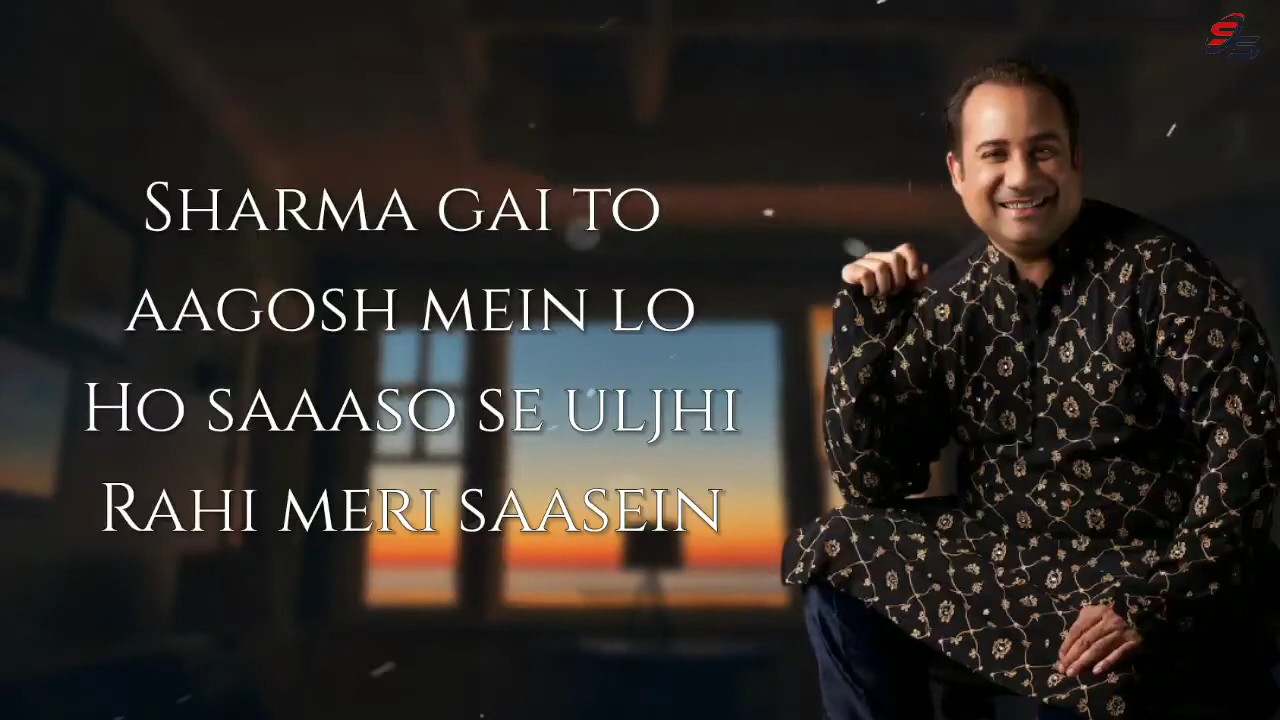 Sharma gai to
aagosh mein lo
Ho saaaso se uljhi
Rahi meri saasein